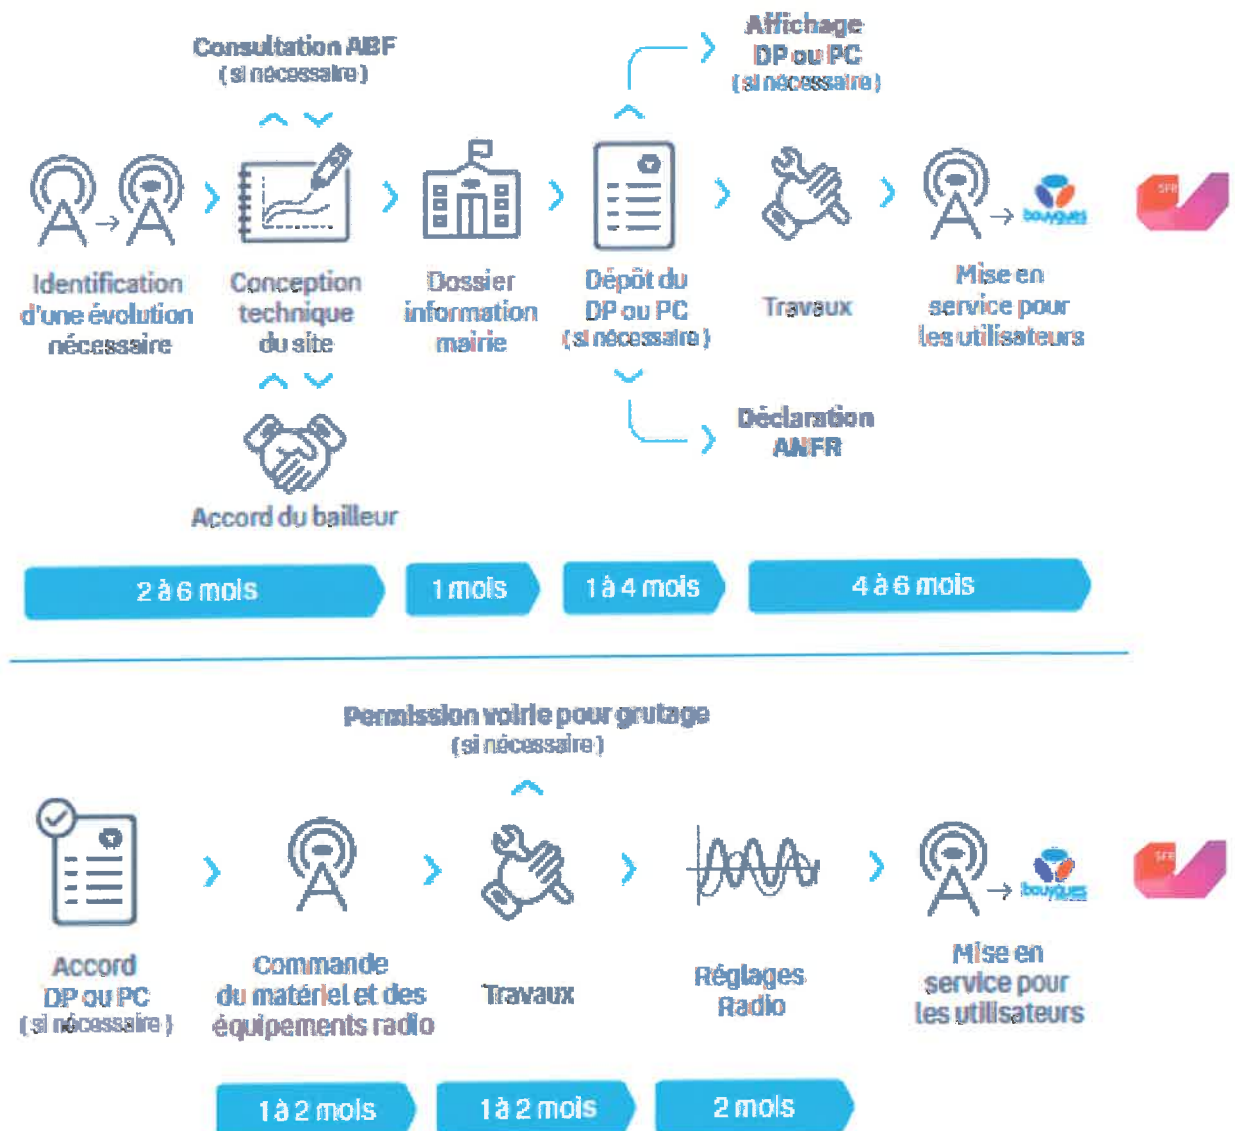 Consultation ABF
(si nécessaire)
Affichage
DP ou PC
(si nécessaire)
Identification
d'une évolution
nécessaire
Conception
technique
du site
Dossier
information
mairie
Dépôt du
DP ou PC
(si nécessaire)
Travaux
bouygues
SFR
Mise en
service pour
les utilisateurs
Accord du bailleur
Déclaration
ANFR
2 à 6 mois
1 mois
1 à 4 mois
4 à 6 mois
Permission voirie pour grutage
(si nécessaire)
Accord
DP ou PC
(si nécessaire)
Commande
du matériel et des
équipements radio
Travaux
Réglages
Radio
bouygues
SFR
Mise en
service pour
les utilisateurs
1 à 2 mois
1 à 2 mois
2 mois